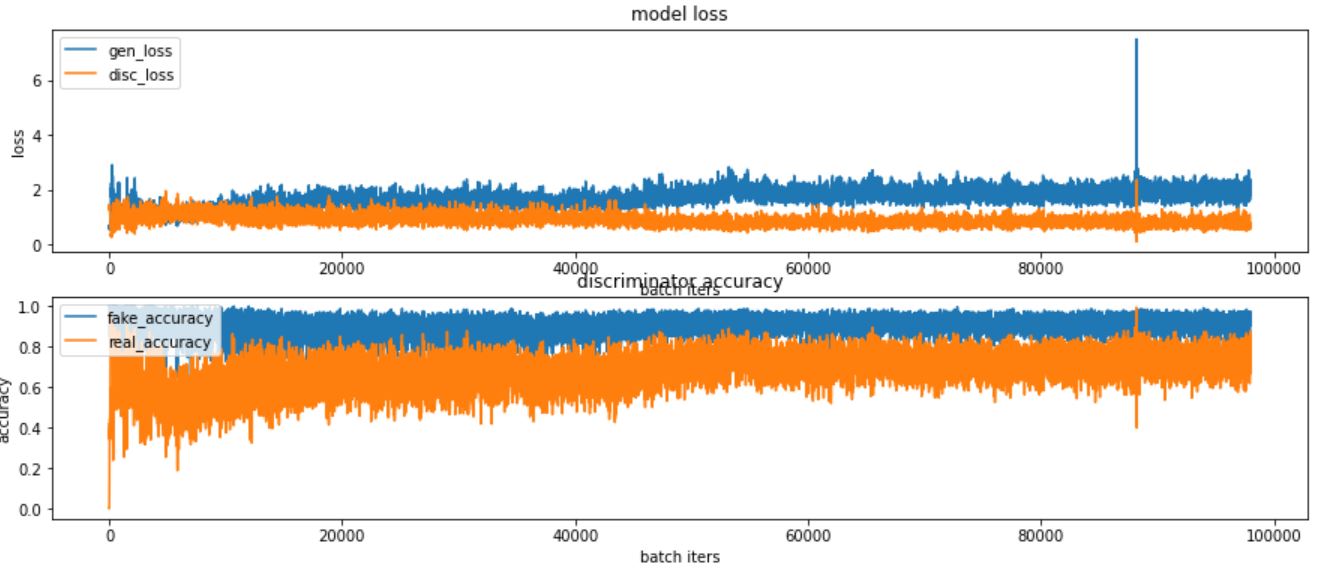 model loss
gen_loss
disc_loss
loss
6
4
2
0
0 20000 40000 60000 80000 100000
batch iters
discriminator accuracy
fake_accuracy
real_accuracy
accuracy
1.0
0.8
0.6
0.4
0.2
0.0
0 20000 40000 60000 80000 100000
batch iters